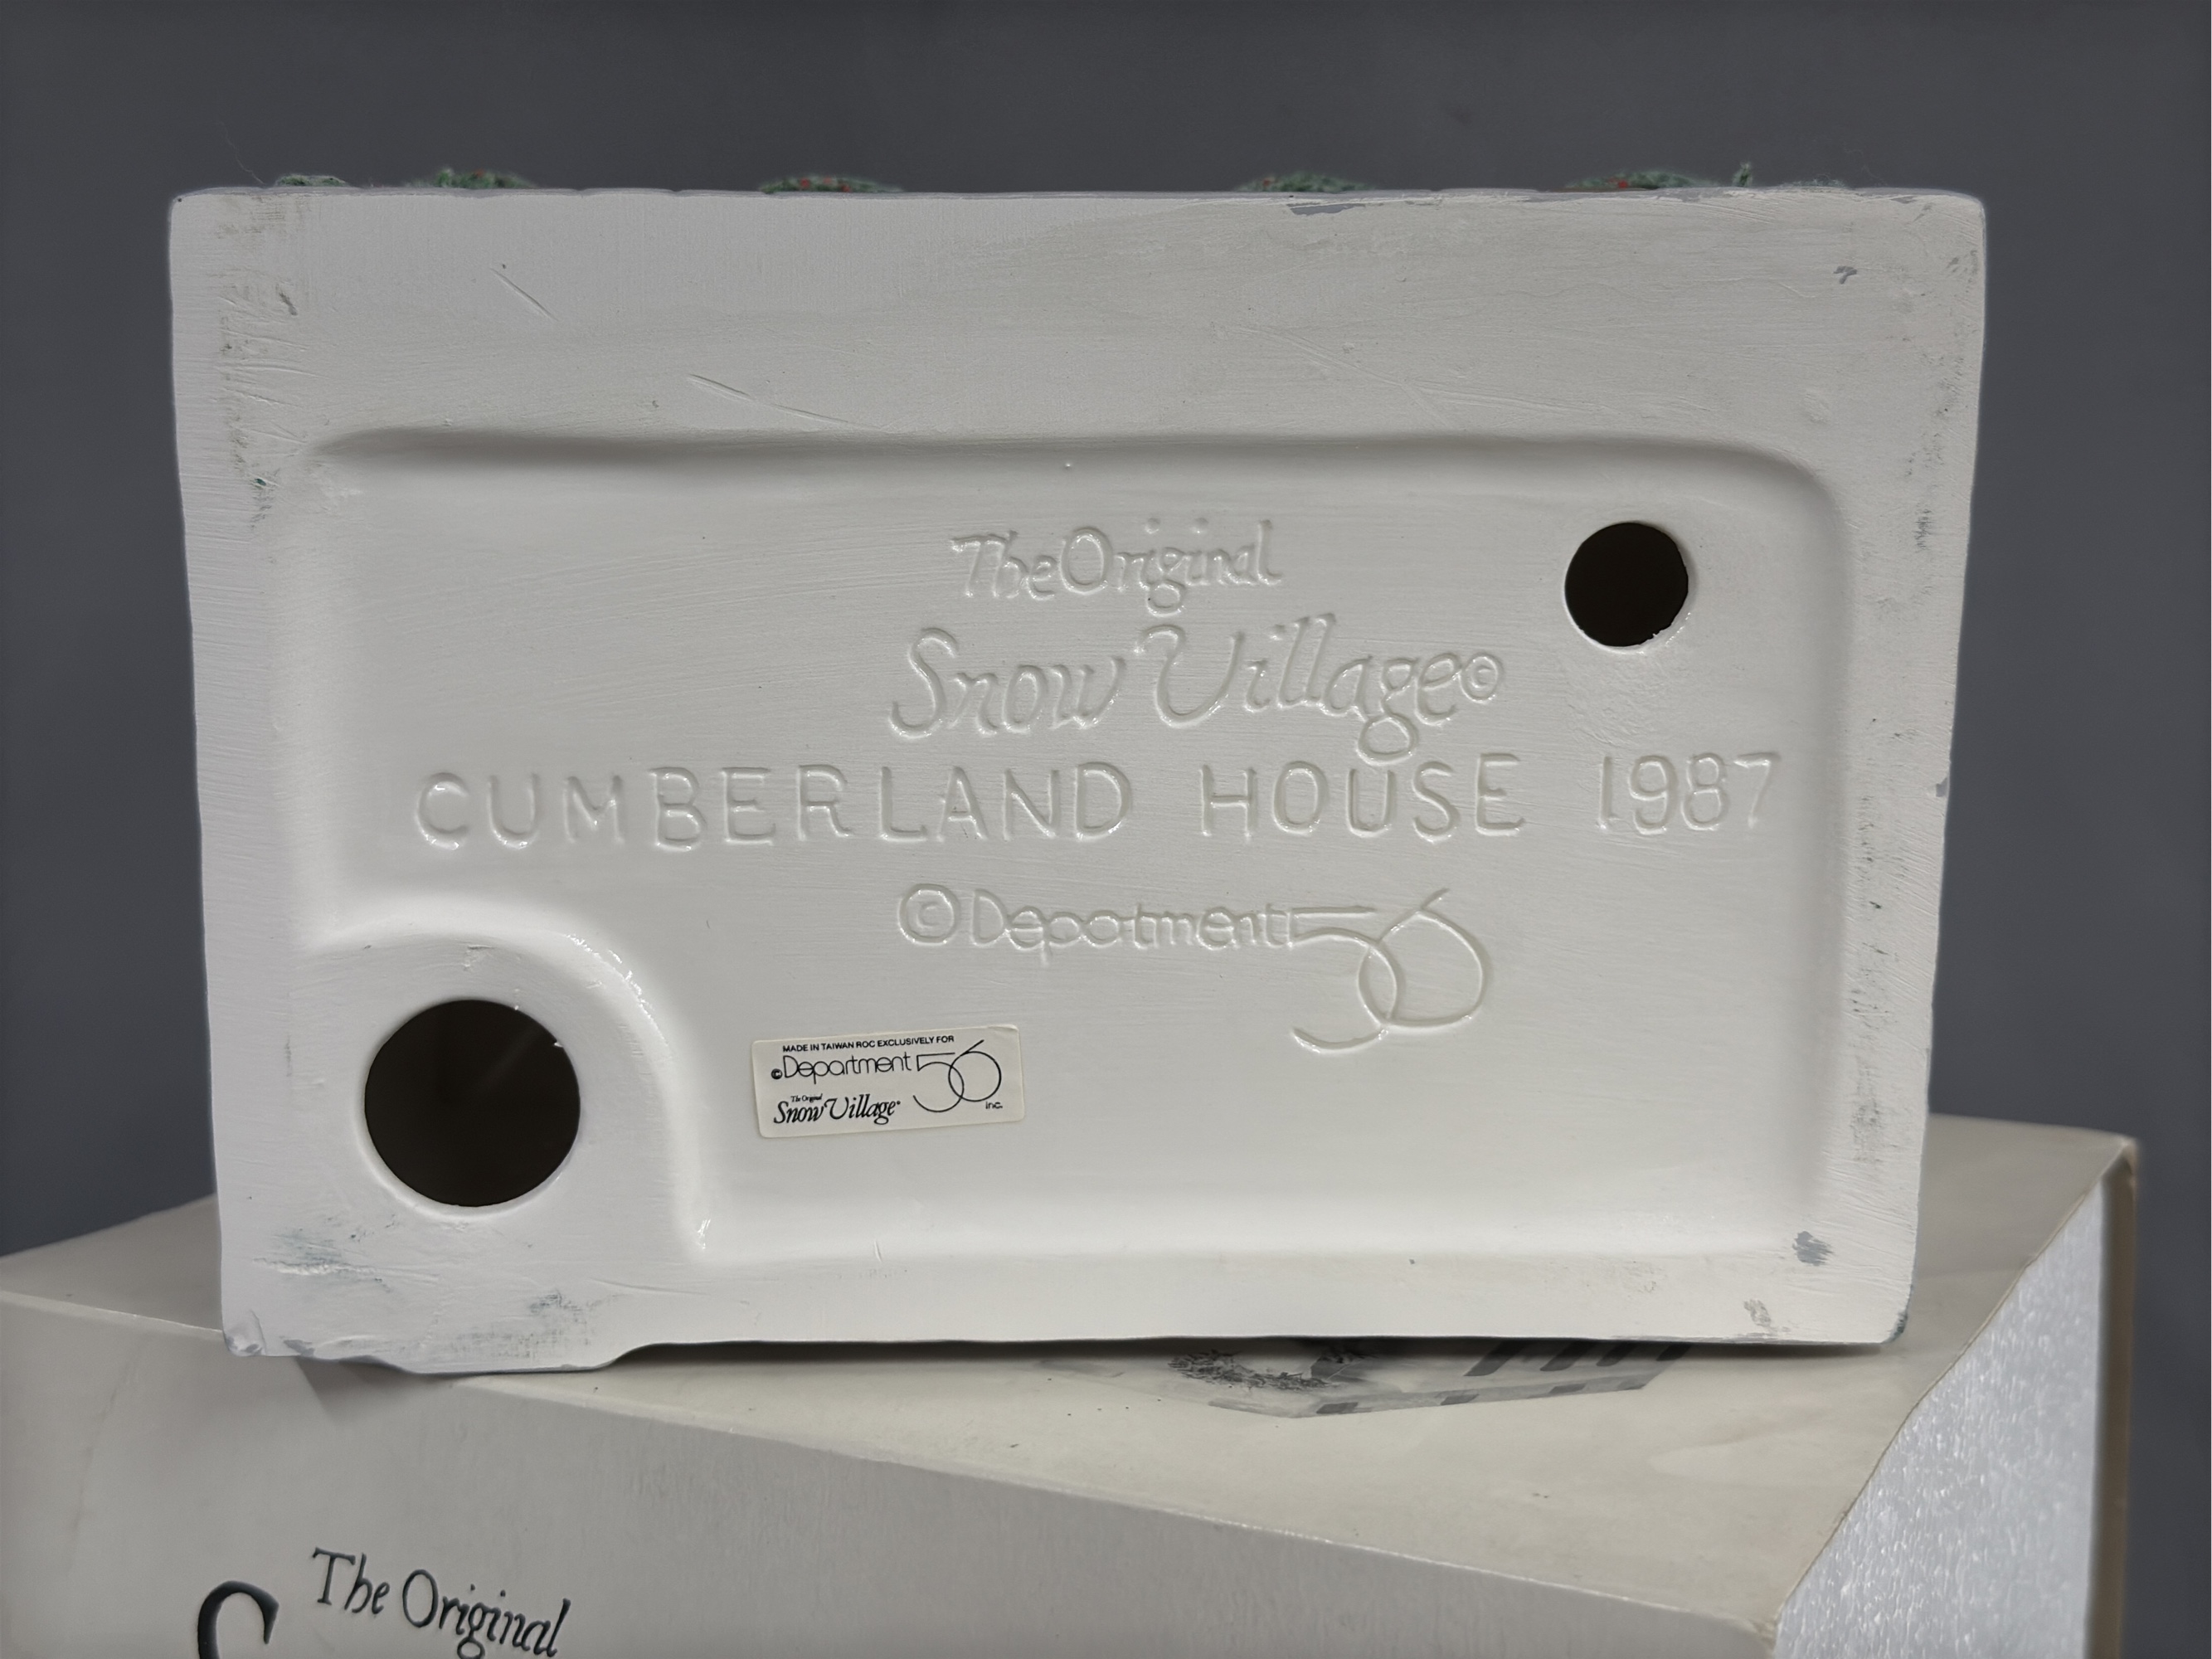 The Original
Snow Village©
CUMBERLAND HOUSE 1987
© Department 56
MADE IN TAIWAN ROC EXCLUSIVELY FOR
© Department 56
inc.
The Original
Snow Village®
The Original
S